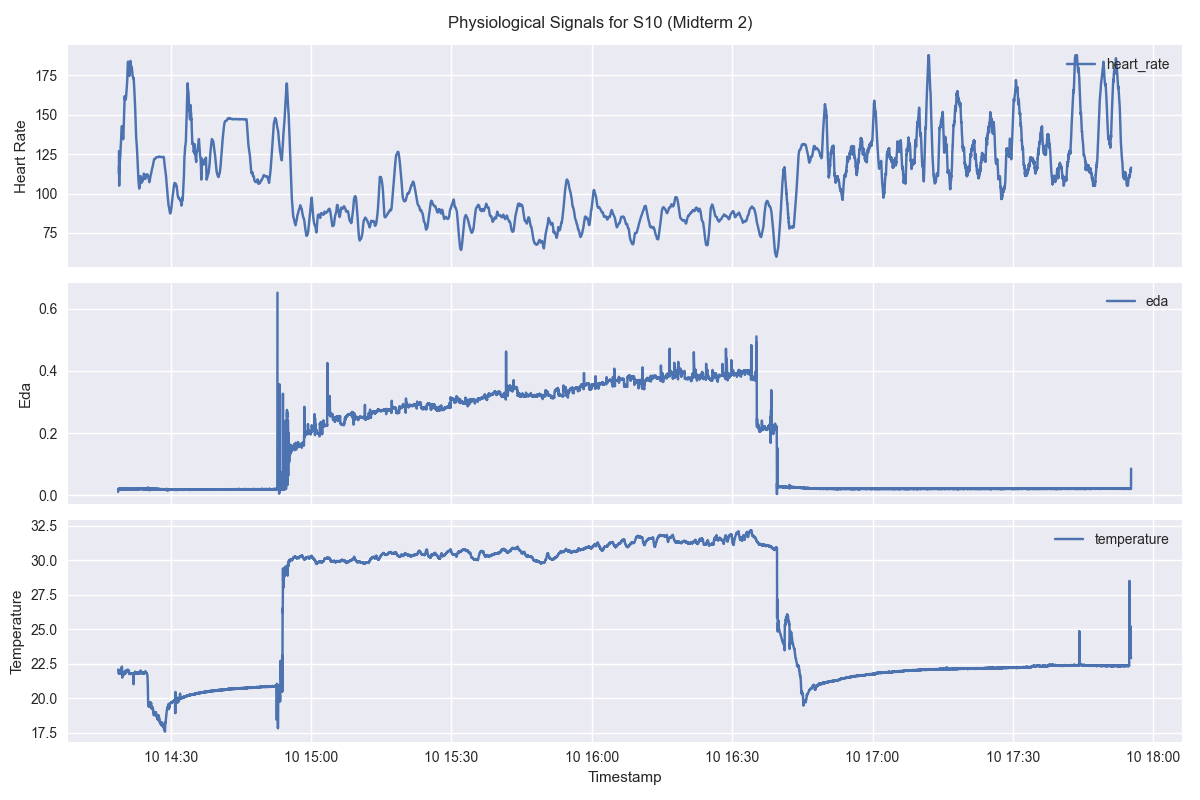 Physiological Signals for S10 (Midterm 2)
heart_rate
Heart Rate
175
150
125
100
75
eda
Eda
0.6
0.4
0.2
0.0
temperature
Temperature
32.5
30.0
27.5
25.0
22.5
20.0
17.5
10 14:30 10 15:00 10 15:30 10 16:00 10 16:30 10 17:00 10 17:30 10 18:00
Timestamp